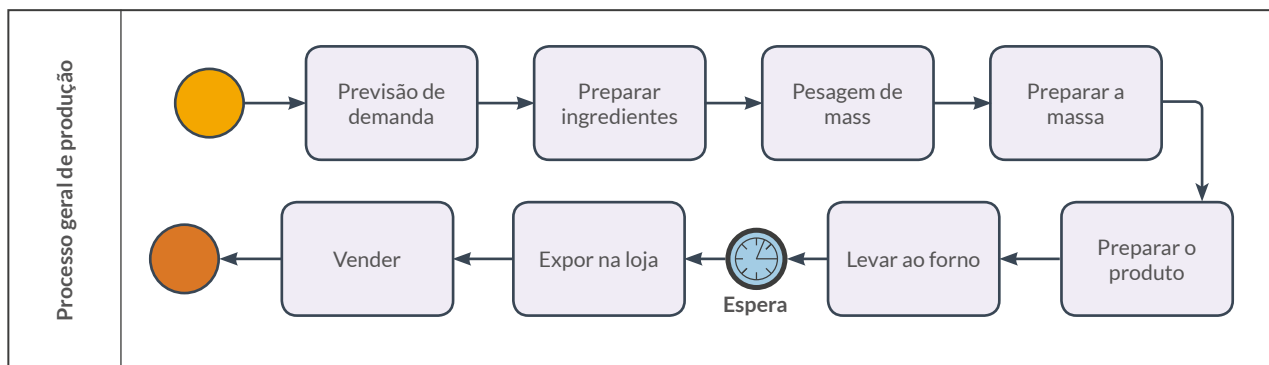 Processo geral de produção
Previsão de
demanda
Preparar
ingredientes
Pesagem de
mass
Preparar a
massa
Preparar o
produto
Levar ao forno
Espera
Expor na loja
Vender